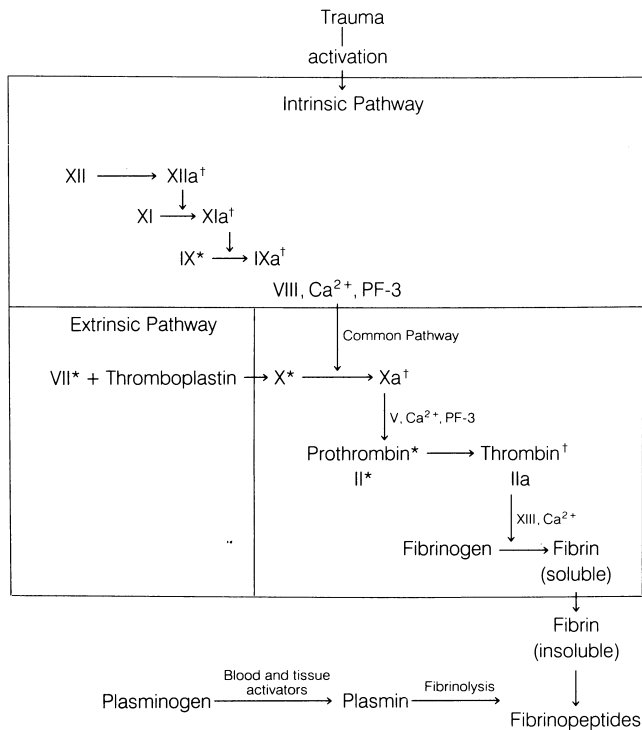 Trauma
activation
Intrinsic Pathway
XII XIIa†
XI XIa†
IX* IXa†
VIII, Ca²⁺, PF-3
Extrinsic Pathway
Common Pathway
VII* + Thromboplastin X* Xa†
V, Ca²⁺, PF-3
Prothrombin* Thrombin†
II* IIa
XIII, Ca²⁺
Fibrinogen Fibrin
(soluble)
Fibrin
(insoluble)
Blood and tissue
activators
Plasminogen Plasmin Fibrinolysis
Fibrinopeptides